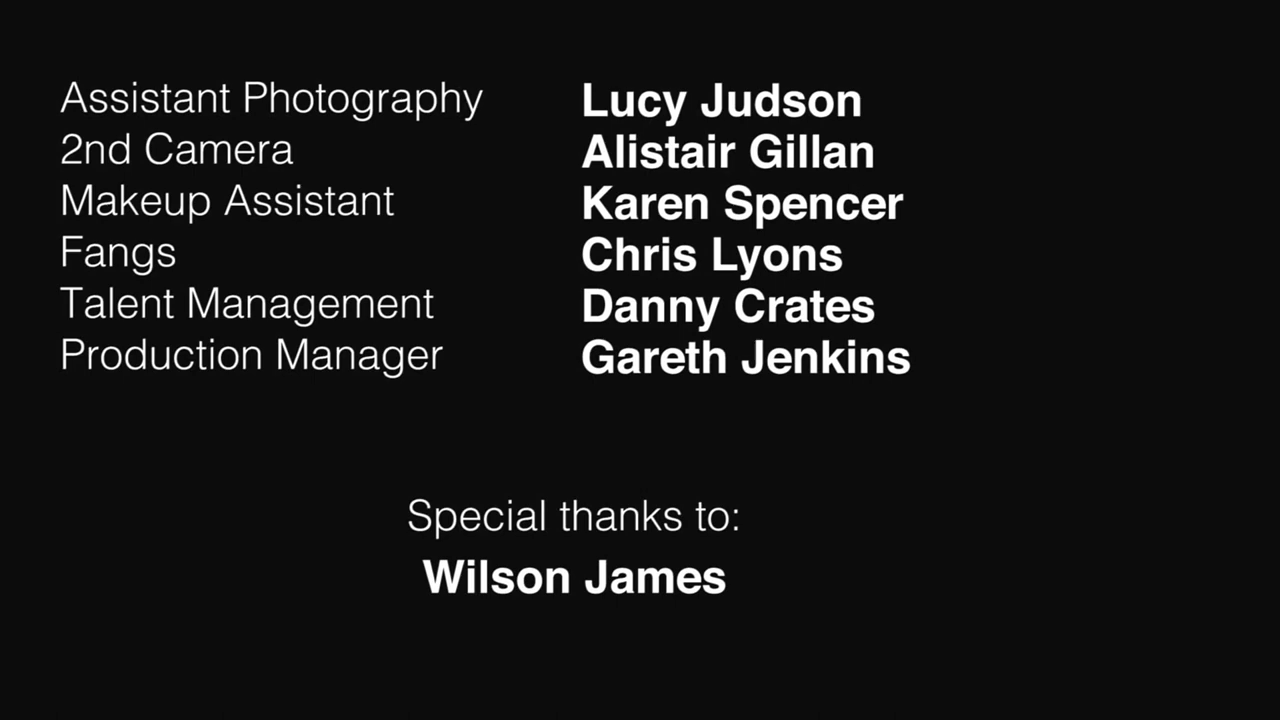 Assistant Photography Lucy Judson
2nd Camera Alistair Gillan
Makeup Assistant Karen Spencer
Fangs Chris Lyons
Talent Management Danny Crates
Production Manager Gareth Jenkins
Special thanks to:
Wilson James